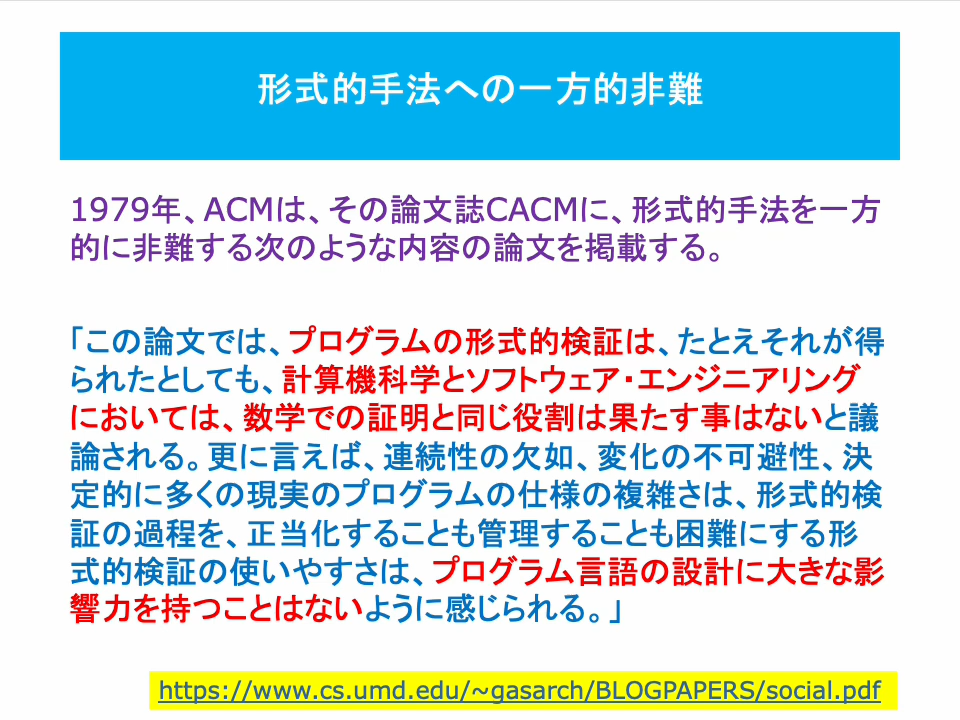 形式的手法への一方的非難
1979年、ACMは、その論文誌CACMに、形式的手法を一方
的に非難する次のような内容の論文を掲載する。
「この論文では、プログラムの形式的検証は、たとえそれが得
られたとしても、計算機科学とソフトウェア・エンジニアリング
においては、数学での証明と同じ役割は果たす事はないと議
論される。更に言えば、連続性の欠如、変化の不可避性、決
定的に多くの現実のプログラムの仕様の複雑さは、形式的検
証の過程を、正当化することも管理することも困難にする形
式的検証の使いやすさは、プログラム言語の設計に大きな影
響力を持つことはないように感じられる。」
https://www.cs.umd.edu/~gasarch/BLOGPAPERS/social.pdf